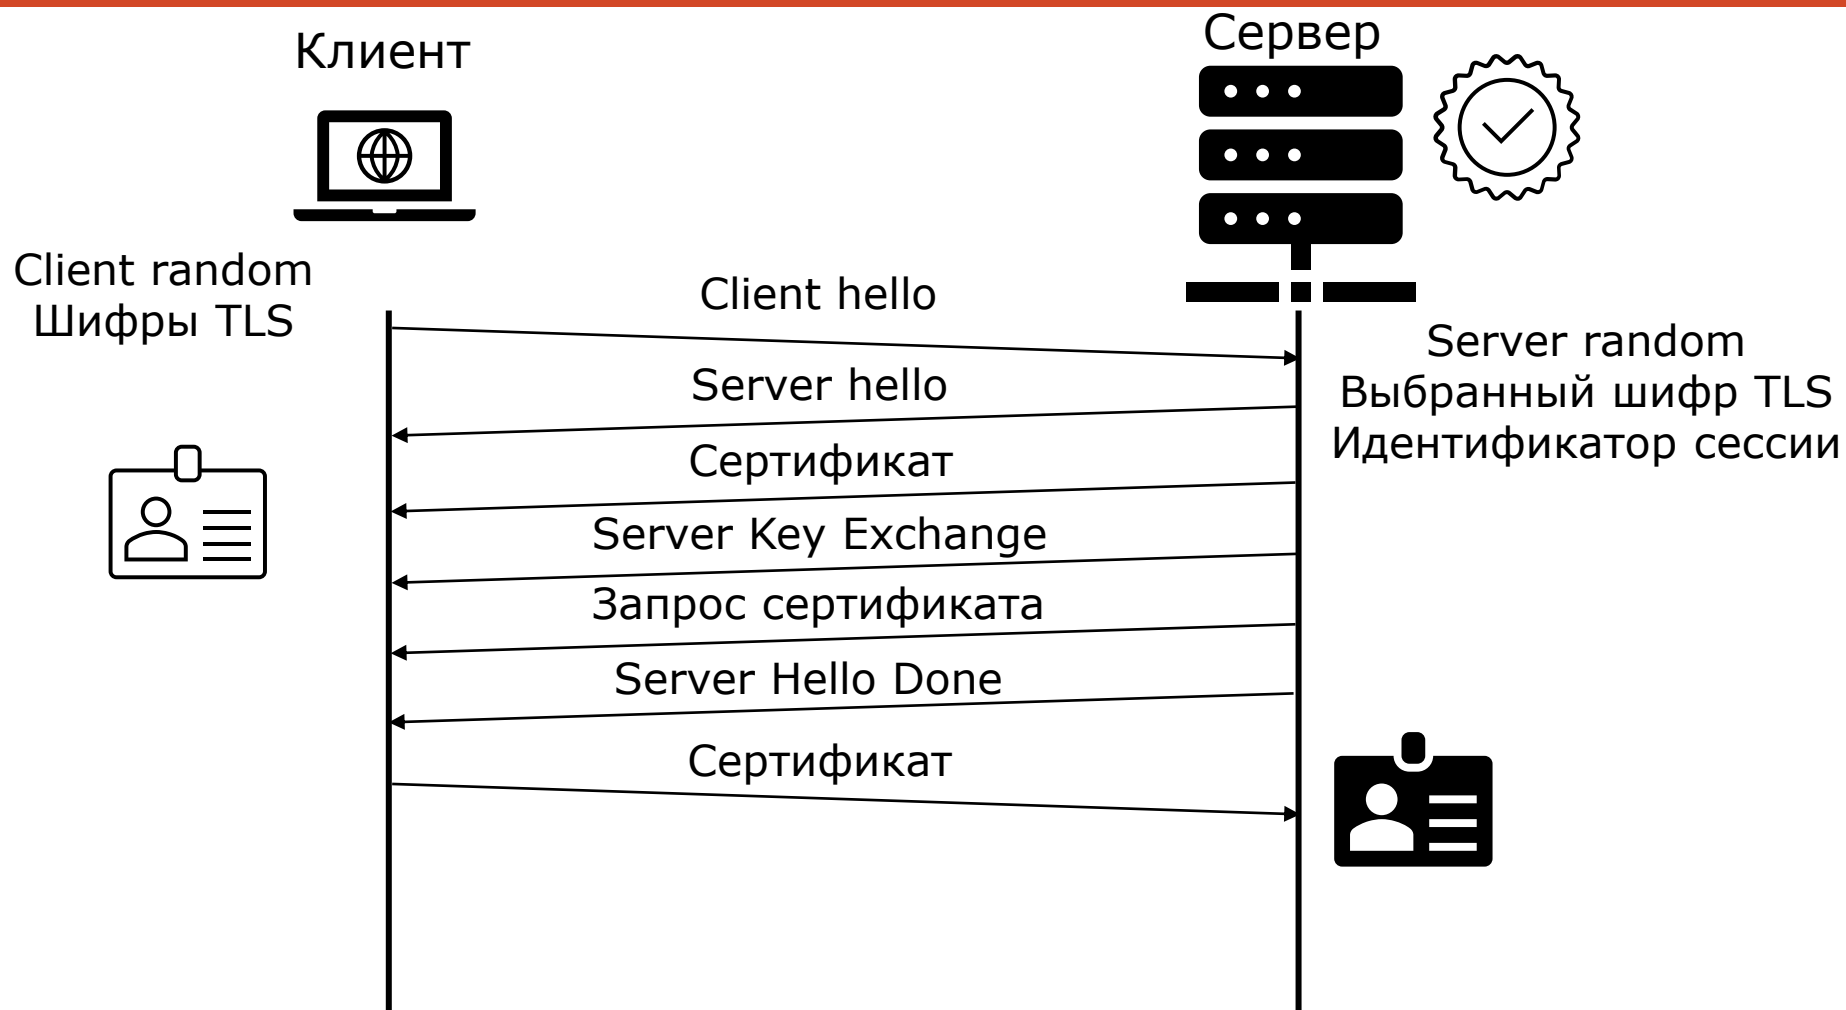 Клиент
Сервер
Client random
Шифры TLS
Client hello
Server random
Выбранный шифр TLS
Идентификатор сессии
Server hello
Сертификат
Server Key Exchange
Запрос сертификата
Server Hello Done
Сертификат